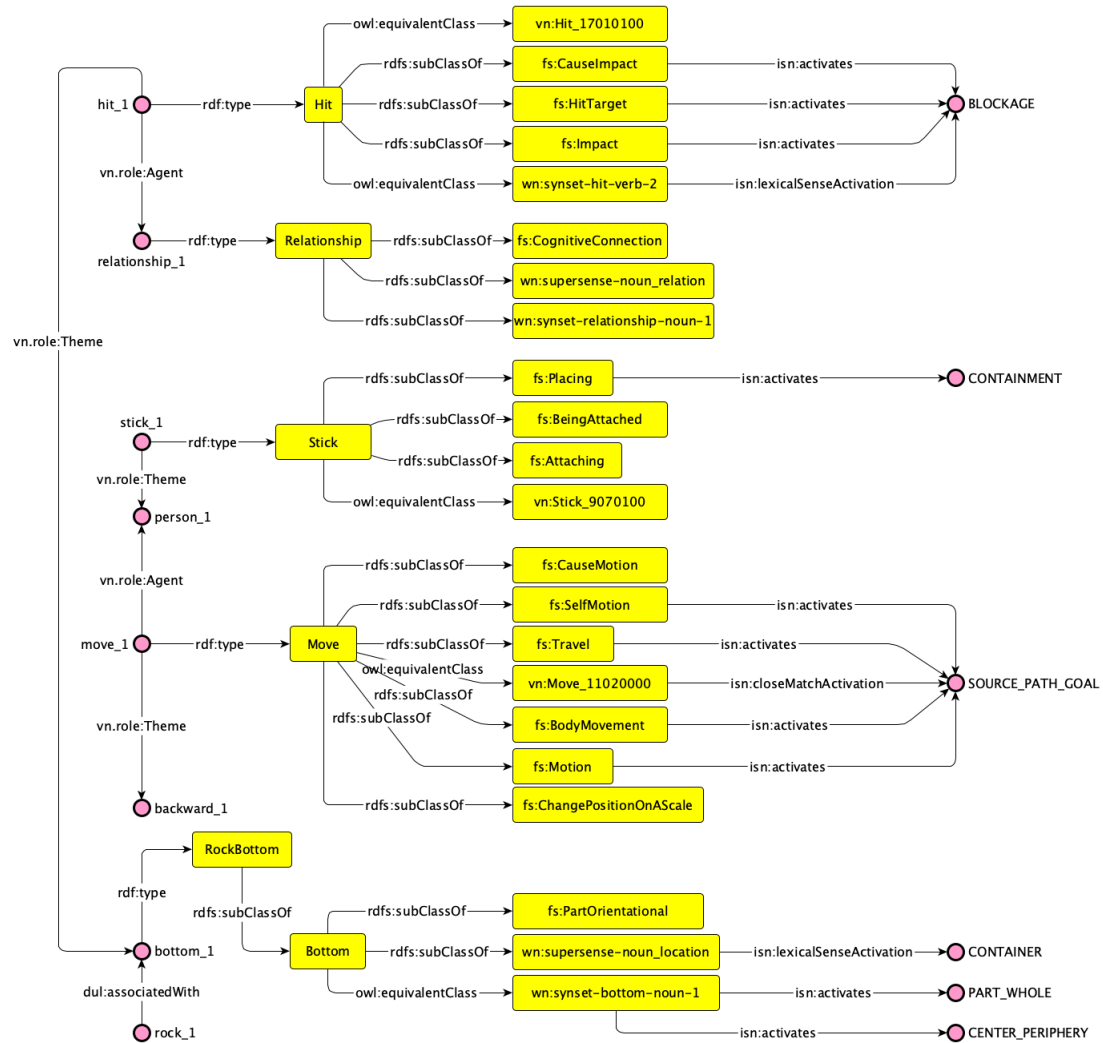 owl:equivalentClass
vn:Hit_17010100
rdfs:subClassOf
fs:CauseImpact
isn:activates
hit_1
rdf:type
Hit
rdfs:subClassOf
fs:HitTarget
isn:activates
BLOCKAGE
rdfs:subClassOf
fs:Impact
isn:activates
vn.role:Agent
owl:equivalentClass
wn:synset-hit-verb-2
isn:lexicalSenseActivation
rdf:type
Relationship
rdfs:subClassOf
fs:CognitiveConnection
relationship_1
rdfs:subClassOf
wn:supersense-noun_relation
rdfs:subClassOf
wn:synset-relationship-noun-1
vn.role:Theme
rdfs:subClassOf
fs:Placing
isn:activates
CONTAINMENT
stick_1
rdfs:subClassOf
fs:BeingAttached
rdf:type
Stick
rdfs:subClassOf
fs:Attaching
vn.role:Theme
owl:equivalentClass
vn:Stick_9070100
person_1
rdfs:subClassOf
fs:CauseMotion
vn.role:Agent
rdfs:subClassOf
fs:SelfMotion
isn:activates
move_1
rdf:type
Move
rdfs:subClassOf
fs:Travel
isn:activates
owl:equivalentClass
vn:Move_11020000
isn:closeMatchActivation
SOURCE_PATH_GOAL
rdfs:subClassOf
fs:BodyMovement
isn:activates
vn.role:Theme
rdfs:subClassOf
fs:Motion
isn:activates
backward_1
rdfs:subClassOf
fs:ChangePositionOnAScale
RockBottom
rdf:type
rdfs:subClassOf
rdfs:subClassOf
fs:PartOrientational
bottom_1
Bottom
rdfs:subClassOf
wn:supersense-noun_location
isn:lexicalSenseActivation
CONTAINER
dul:associatedWith
owl:equivalentClass
wn:synset-bottom-noun-1
isn:activates
PART_WHOLE
rock_1
isn:activates
CENTER_PERIPHERY